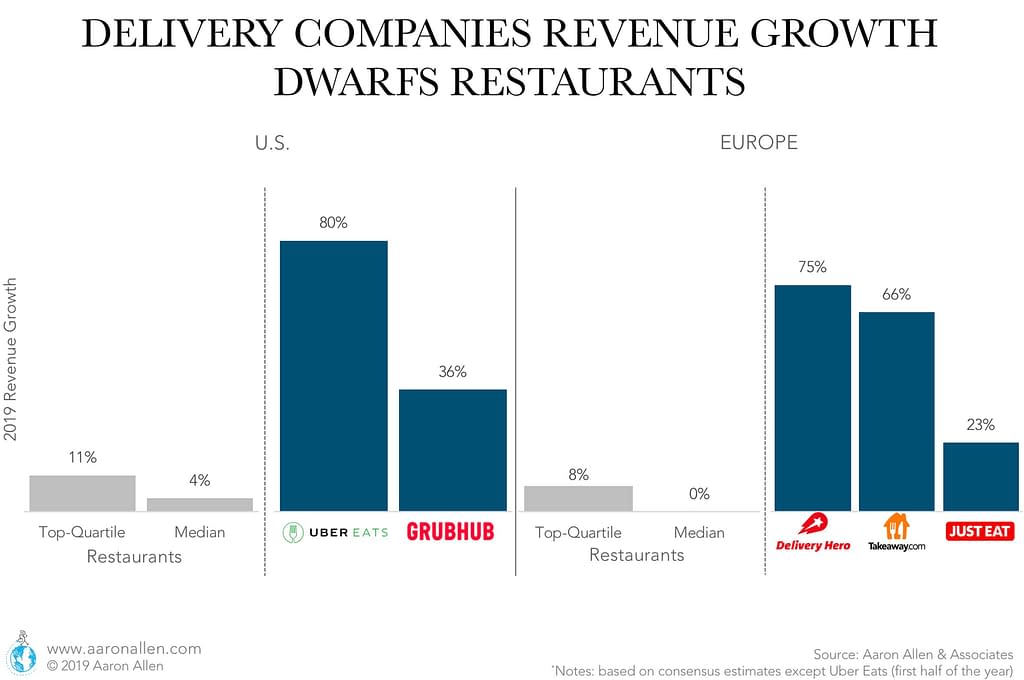 DELIVERY COMPANIES REVENUE GROWTH
DWARFS RESTAURANTS
U.S.
EUROPE
2019 Revenue Growth
11%
4%
80%
36%
8%
0%
75%
66%
23%
Top-Quartile
Median
Restaurants
UBER EATS
GRUBHUB
Top-Quartile
Median
Restaurants
Delivery Hero
Takeaway.com
JUST EAT
www.aaronallen.com
© 2019 Aaron Allen
Source: Aaron Allen & Associates
*Notes: based on consensus estimates except Uber Eats (first half of the year)